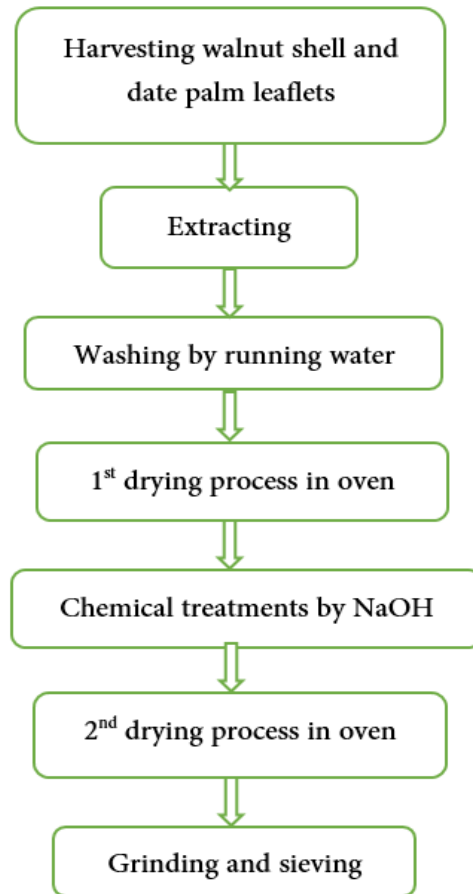 Harvesting walnut shell and
date palm leaflets
Extracting
Washing by running water
1st drying process in oven
Chemical treatments by NaOH
2nd drying process in oven
Grinding and sieving